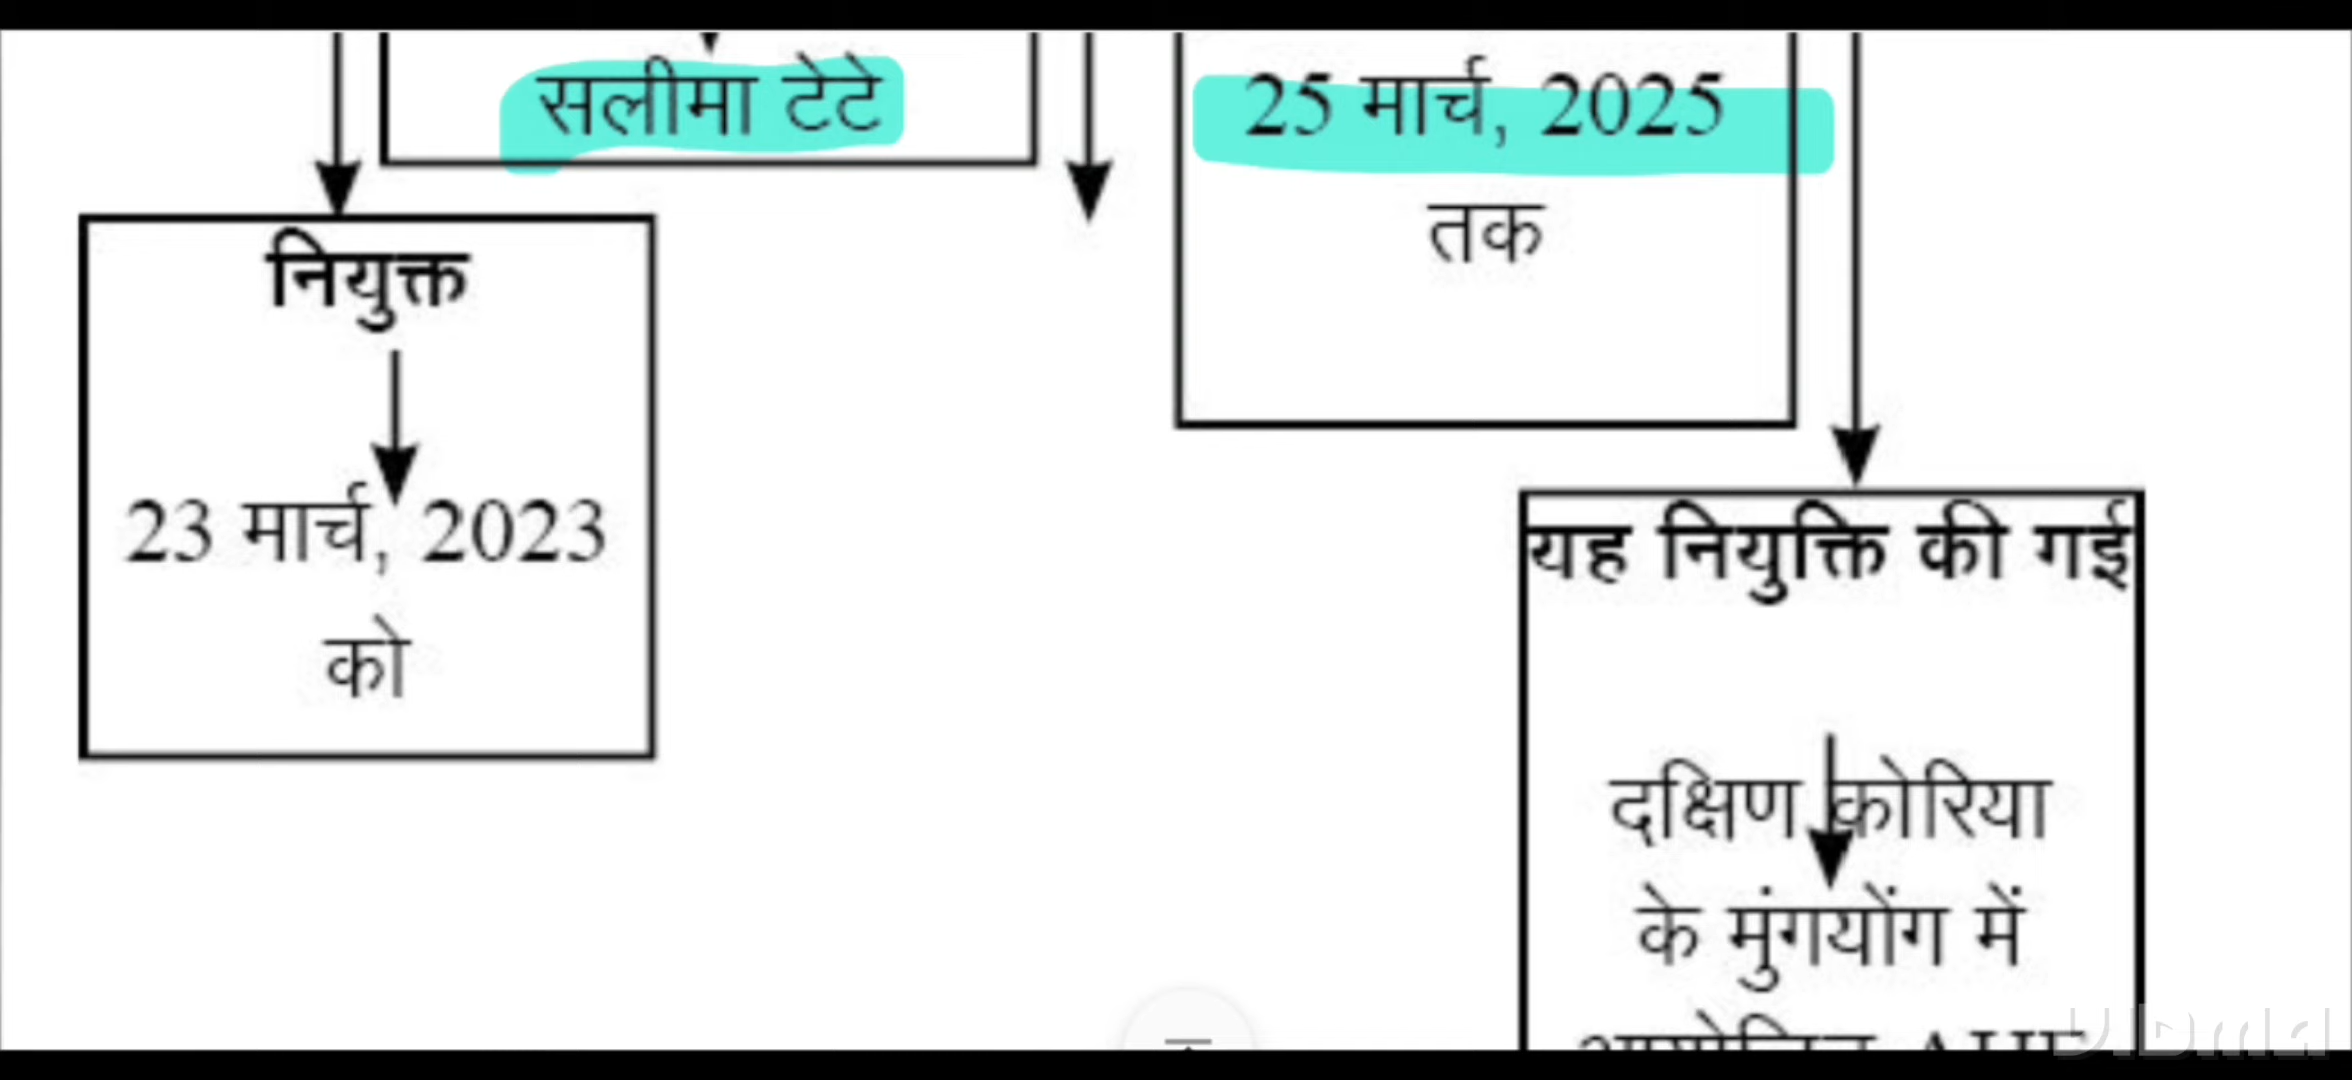 सलीमा टेटे
25 मार्च, 2025
तक
नियुक्त
23 मार्च, 2023
को
यह नियुक्ति की गई
दक्षिण कोरिया
के मुंगयोंग में